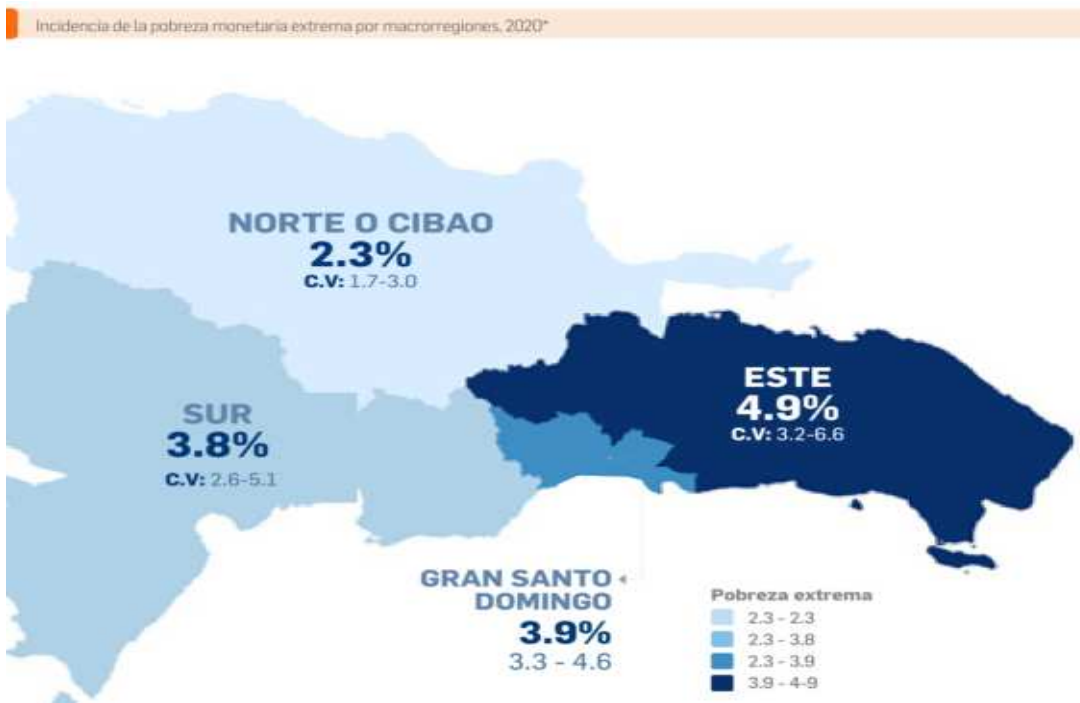 Incidencia de la pobreza monetaria extrema por macrorregiones, 2020*
NORTE O CIBAO
2.3%
C.V: 1.7-3.0
ESTE
4.9%
C.V: 3.2-6.6
SUR
3.8%
C.V: 2.6-5.1
GRAN SANTO
DOMINGO
3.9%
3.3 - 4.6
Pobreza extrema
2.3 - 2.3
2.3 - 3.8
2.3 - 3.9
3.9 - 4-9